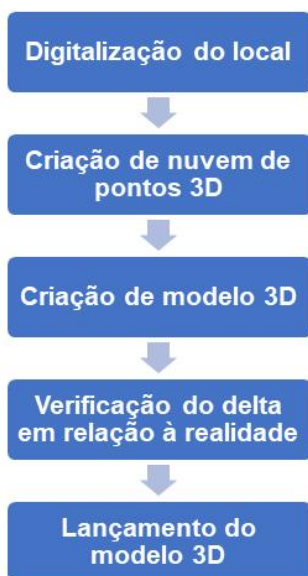 Digitalização do local
Criação de nuvem de
pontos 3D
Criação de modelo 3D
Verificação do delta
em relação à realidade
Lançamento do
modelo 3D